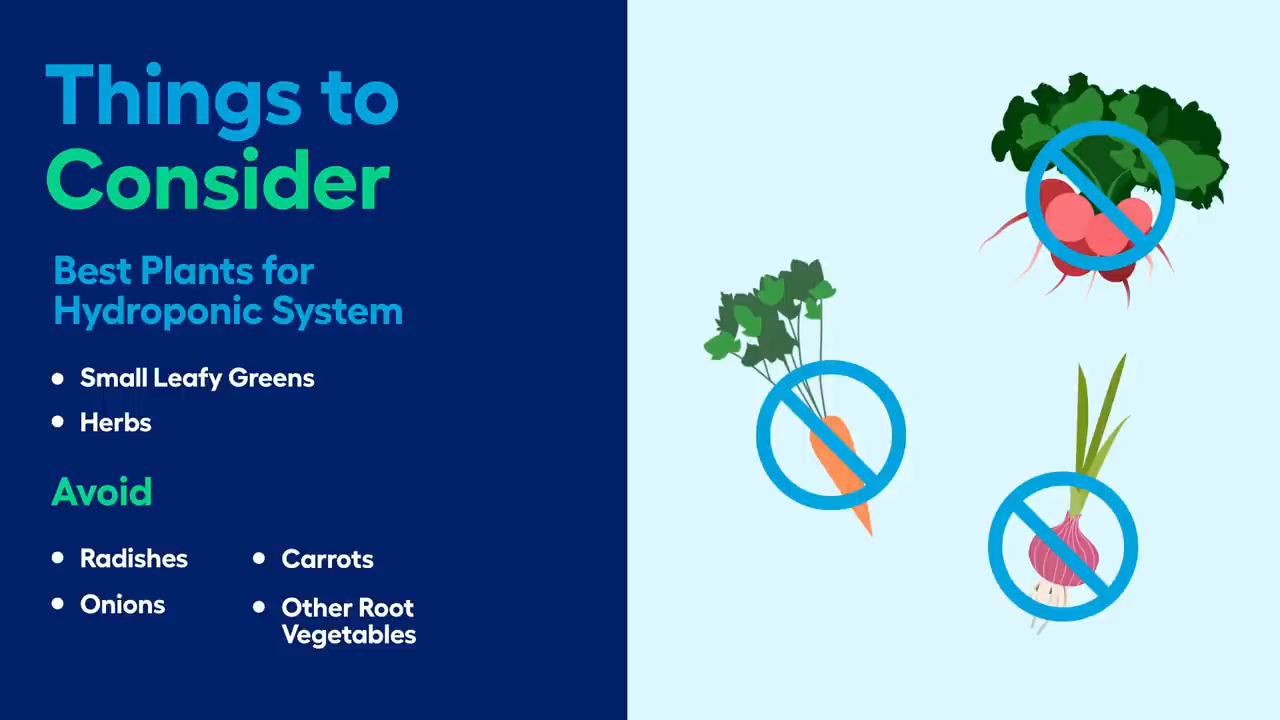 Things to
Consider
Best Plants for
Hydroponic System
Small Leafy Greens
Herbs
Avoid
Radishes
Onions
Carrots
Other Root
Vegetables